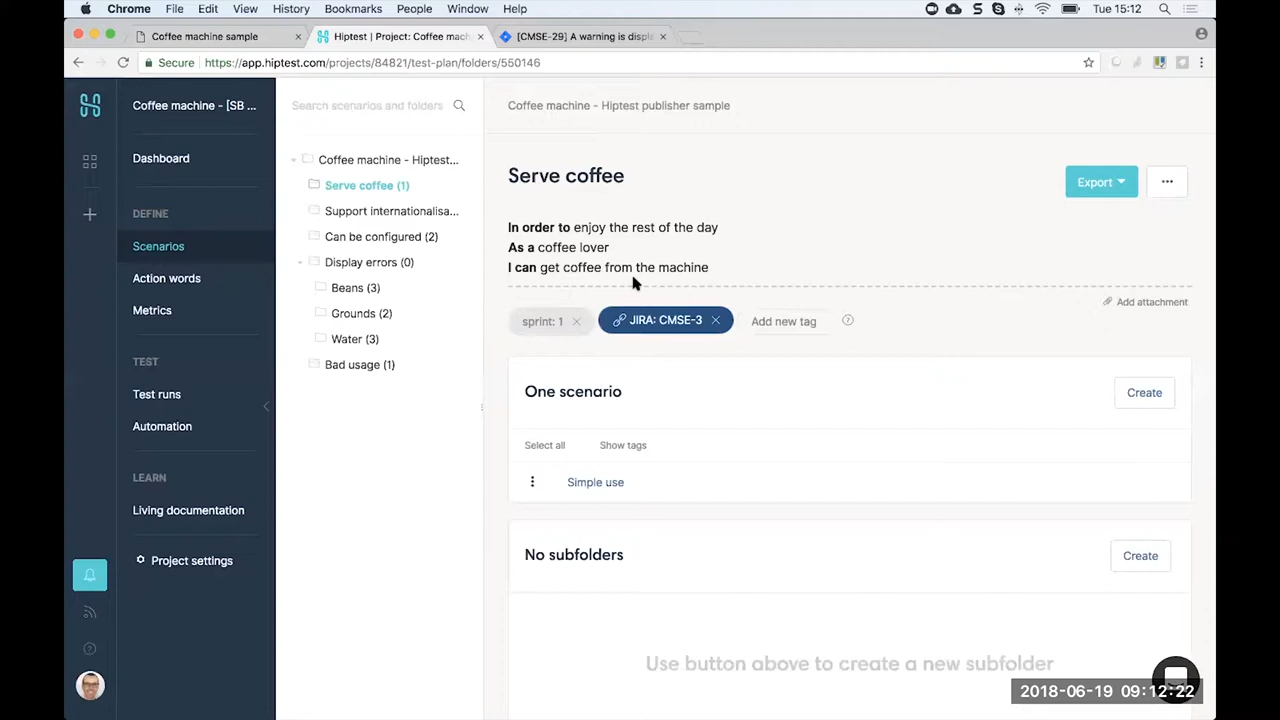 Chrome File Edit View History Bookmarks People Window Help Tue 15:12
Coffee machine sample × Hiptest | Project: Coffee mach × [CMSE-29] A warning is displa ×
Secure https://app.hiptest.com/projects/84821/test-plan/folders/550146
Coffee machine - [SB ...
Dashboard
DEFINE
Scenarios
Action words
Metrics
TEST
Test runs
Automation
LEARN
Living documentation
Project settings
Search scenarios and folders
Coffee machine - Hiptest...
Serve coffee (1)
Support internationalisa...
Can be configured (2)
Display errors (0)
Beans (3)
Grounds (2)
Water (3)
Bad usage (1)
Coffee machine - Hiptest publisher sample
Serve coffee
Export
...
In order to enjoy the rest of the day
As a coffee lover
I can get coffee from the machine
Add attachment
sprint: 1 × JIRA: CMSE-3 × Add new tag ?
One scenario
Create
Select all Show tags
Simple use
No subfolders
Create
Use button above to create a new subfolder
2018-06-19 09:12:22